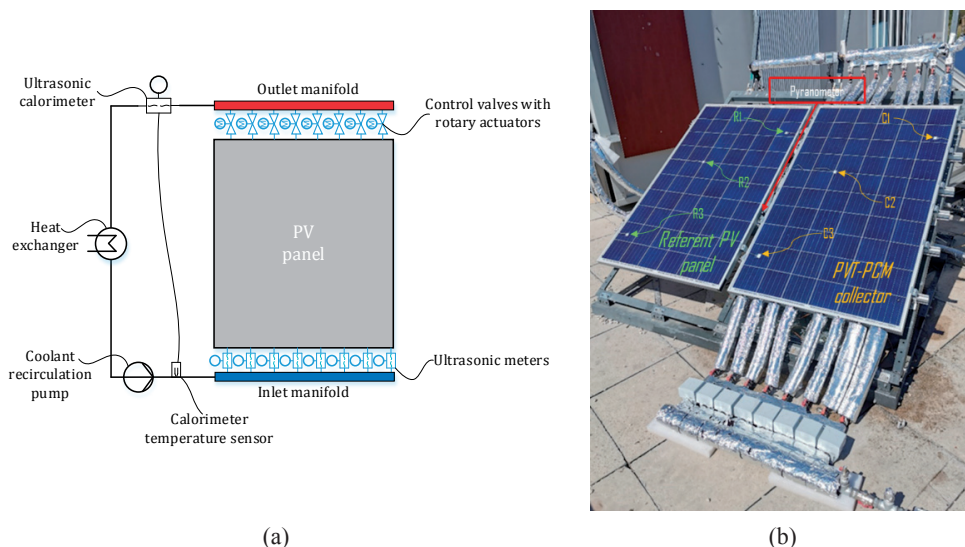 Ultrasonic
calorimeter
Outlet manifold
Control valves with
rotary actuators
Heat
exchanger
PV
panel
Coolant
recirculation
pump
Ultrasonic meters
Inlet manifold
Calorimeter
temperature sensor
(a)
Pyranometer
R1
C1
R2
C2
R3
C3
Referent PV
panel
PVT-PCM
collector
(b)